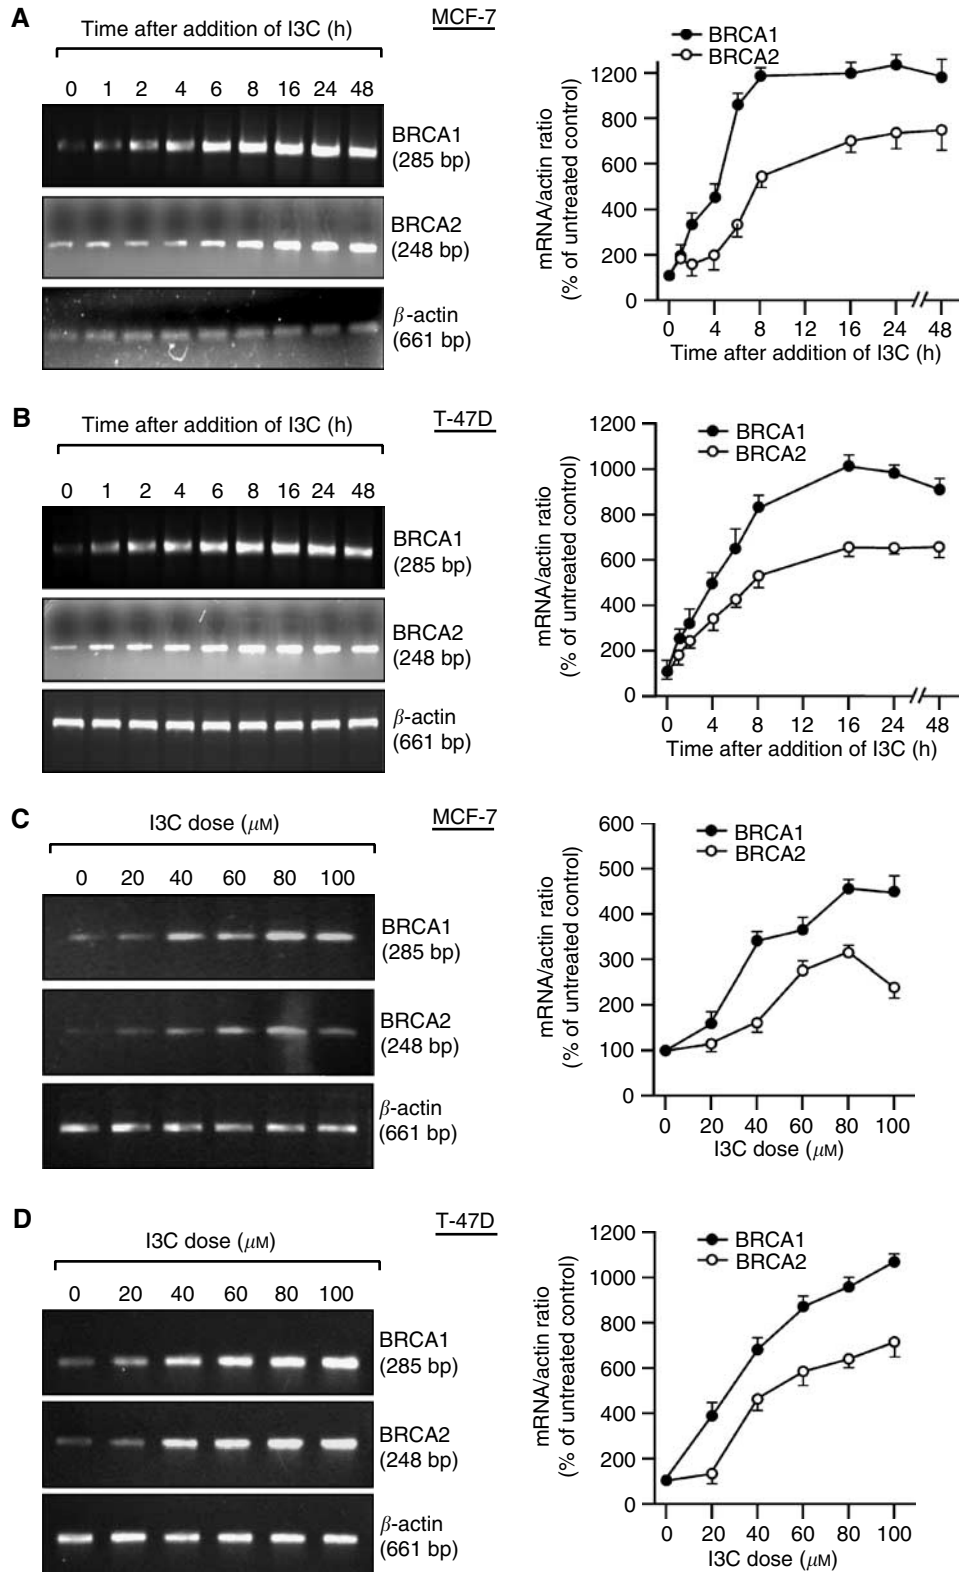 A
Time after addition of I3C (h)
MCF-7
0 1 2 4 6 8 16 24 48
BRCA1
(285 bp)
BRCA2
(248 bp)
β-actin
(661 bp)
BRCA1
BRCA2
1200
800
600
400
200
0
mRNA/actin ratio
(% of untreated control)
0 4 8 12 16 24 48
Time after addition of I3C (h)
B
Time after addition of I3C (h)
T-47D
0 1 2 4 6 8 16 24 48
BRCA1
(285 bp)
BRCA2
(248 bp)
β-actin
(661 bp)
BRCA1
BRCA2
1200
1000
800
600
400
200
0
mRNA/actin ratio
(% of untreated control)
0 4 8 12 16 24 48
Time after addition of I3C (h)
C
I3C dose (μM)
MCF-7
0 20 40 60 80 100
BRCA1
(285 bp)
BRCA2
(248 bp)
β-actin
(661 bp)
BRCA1
BRCA2
600
500
400
300
200
100
0
mRNA/actin ratio
(% of untreated control)
0 20 40 60 80 100
I3C dose (μM)
D
I3C dose (μM)
T-47D
0 20 40 60 80 100
BRCA1
(285 bp)
BRCA2
(248 bp)
β-actin
(661 bp)
BRCA1
BRCA2
1200
1000
800
600
400
200
0
mRNA/actin ratio
(% of untreated control)
0 20 40 60 80 100
I3C dose (μM)